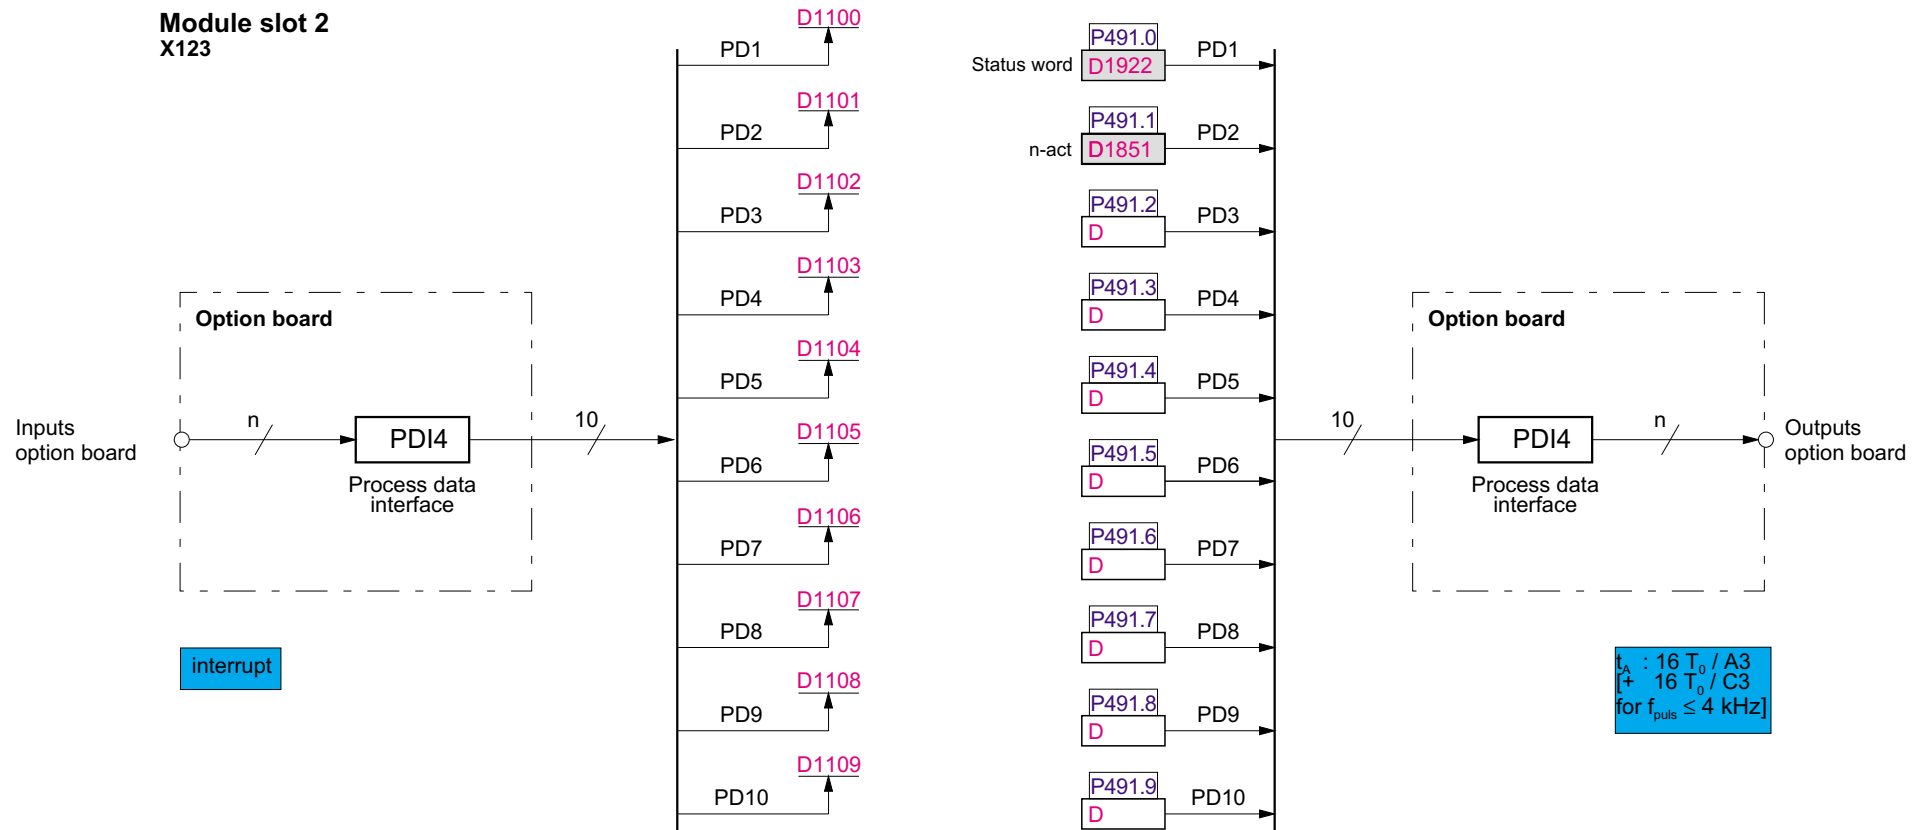 Module slot 2
X123
PD1
D1100
PD2
D1101
PD3
D1102
PD4
D1103
PD5
D1104
PD6
D1105
PD7
D1106
PD8
D1107
PD9
D1108
PD10
D1109
Option board
Inputs
option board
n
PDI4
10
Process data
interface
interrupt
P491.0
Status word D1922 PD1
P491.1
n-act D1851 PD2
P491.2
D PD3
P491.3
D PD4
P491.4
D PD5
P491.5
D PD6
P491.6
D PD7
P491.7
D PD8
P491.8
D PD9
P491.9
D PD10
Option board
10
PDI4
n
Outputs
option board
Process data
interface
tA : 16 T0 / A3
[+ 16 T0 / C3
for fpuls ≤ 4 kHz]